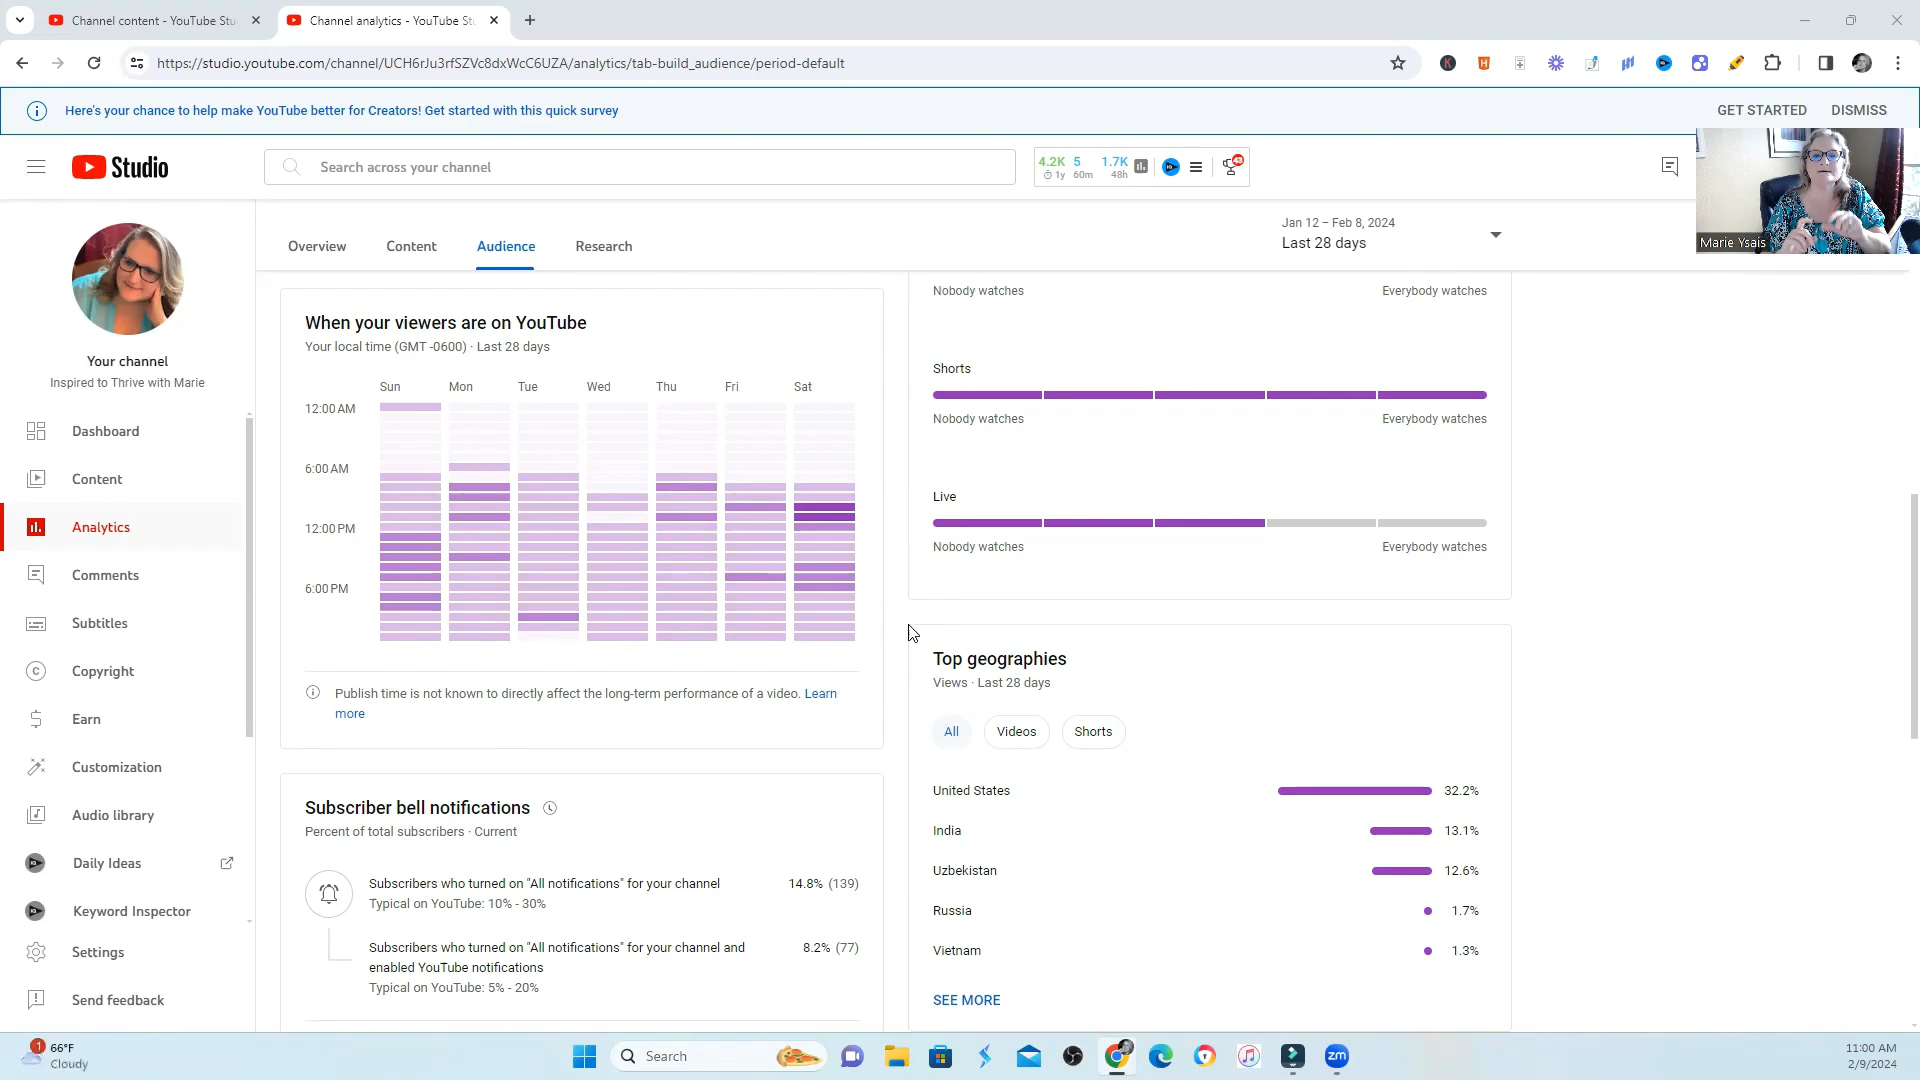 Channel content - YouTube Stu
Channel analytics - YouTube St
https://studio.youtube.com/channel/UCH6rJu3rfSZVc8dxWcC6UZA/analytics/tab-build_audience/period-default
Here's your chance to help make YouTube better for Creators! Get started with this quick survey
GET STARTED
DISMISS
Studio
Search across your channel
4.2K 5 1.7K
1y 60m 48h
43
Marie Ysais
Overview
Content
Audience
Research
Jan 12 – Feb 8, 2024
Last 28 days
Your channel
Inspired to Thrive with Marie
Dashboard
Content
Analytics
Comments
Subtitles
Copyright
Earn
Customization
Audio library
Daily Ideas
Keyword Inspector
Settings
Send feedback
When your viewers are on YouTube
Your local time (GMT -0600) · Last 28 days
Sun Mon Tue Wed Thu Fri Sat
12:00 AM
6:00 AM
12:00 PM
6:00 PM
Publish time is not known to directly affect the long-term performance of a video. Learn
more
Subscriber bell notifications
Percent of total subscribers · Current
Subscribers who turned on "All notifications" for your channel 14.8% (139)
Typical on YouTube: 10% - 30%
Subscribers who turned on "All notifications" for your channel and 8.2% (77)
enabled YouTube notifications
Typical on YouTube: 5% - 20%
Nobody watches Everybody watches
Shorts
Nobody watches Everybody watches
Live
Nobody watches Everybody watches
Top geographies
Views · Last 28 days
All Videos Shorts
United States 32.2%
India 13.1%
Uzbekistan 12.6%
Russia 1.7%
Vietnam 1.3%
SEE MORE
1
66°F
Cloudy
Search
zm
11:00 AM
2/9/2024